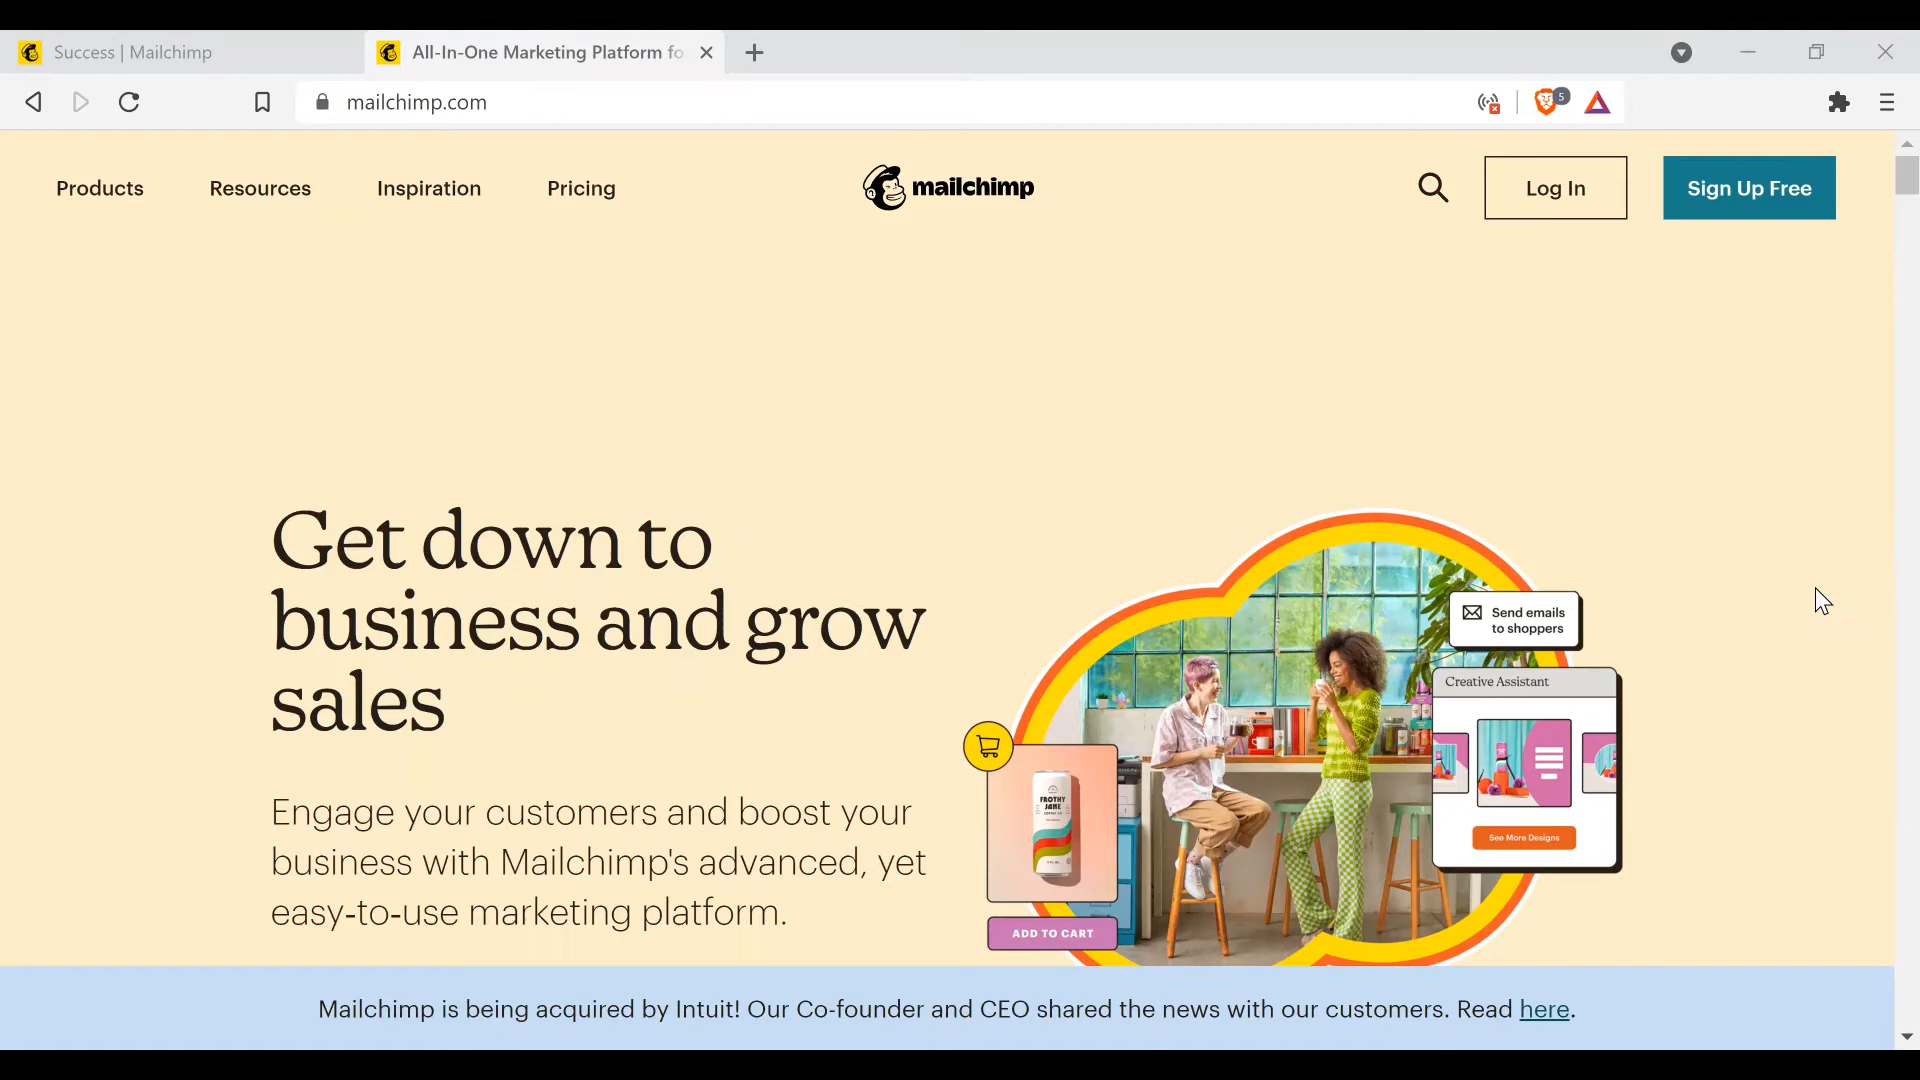 Success | Mailchimp
All-In-One Marketing Platform fo
mailchimp.com
5
Products
Resources
Inspiration
Pricing
mailchimp
Log In
Sign Up Free
Get down to
business and grow
sales
Engage your customers and boost your
business with Mailchimp's advanced, yet
easy-to-use marketing platform.
Send emails
to shoppers
Creative Assistant
See More Designs
FROTHY
JANE
COFFEE CO.
ADD TO CART
Mailchimp is being acquired by Intuit! Our Co-founder and CEO shared the news with our customers. Read here.